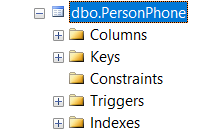 dbo.PersonPhone
Columns
Keys
Constraints
Triggers
Indexes